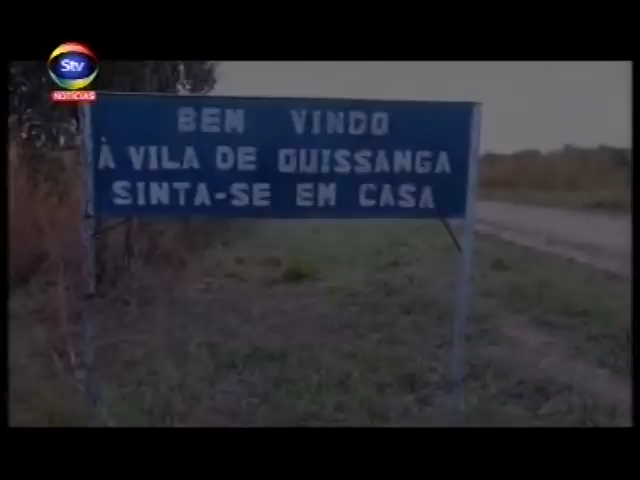 Stv
NOTÍCIAS
BEM VINDO
À VILA DE QUISSANGA
SINTA-SE EM CASA